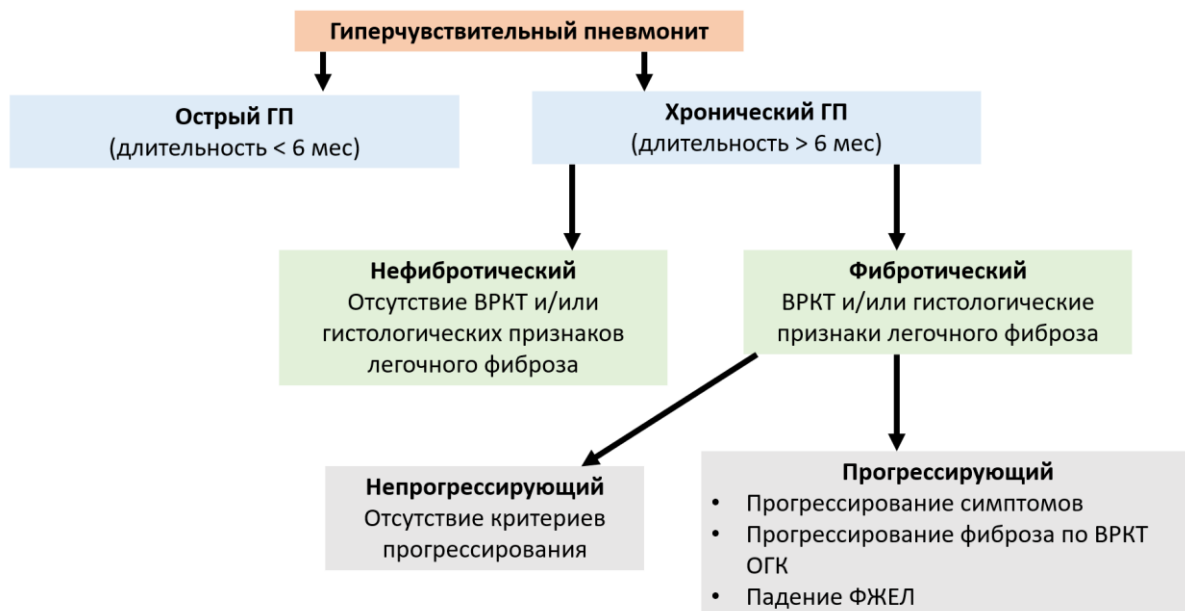 Гиперчувствительный пневмонит
Острый ГП
(длительность < 6 мес)
Хронический ГП
(длительность > 6 мес)
Нефибротический
Отсутствие ВРКТ и/или
гистологических признаков
легочного фиброза
Фибротический
ВРКТ и/или гистологические
признаки легочного фиброза
Непрогрессирующий
Отсутствие критериев
прогрессирования
Прогрессирующий
• Прогрессирование симптомов
• Прогрессирование фиброза по ВРКТ
ОГК
• Падение ФЖЕЛ